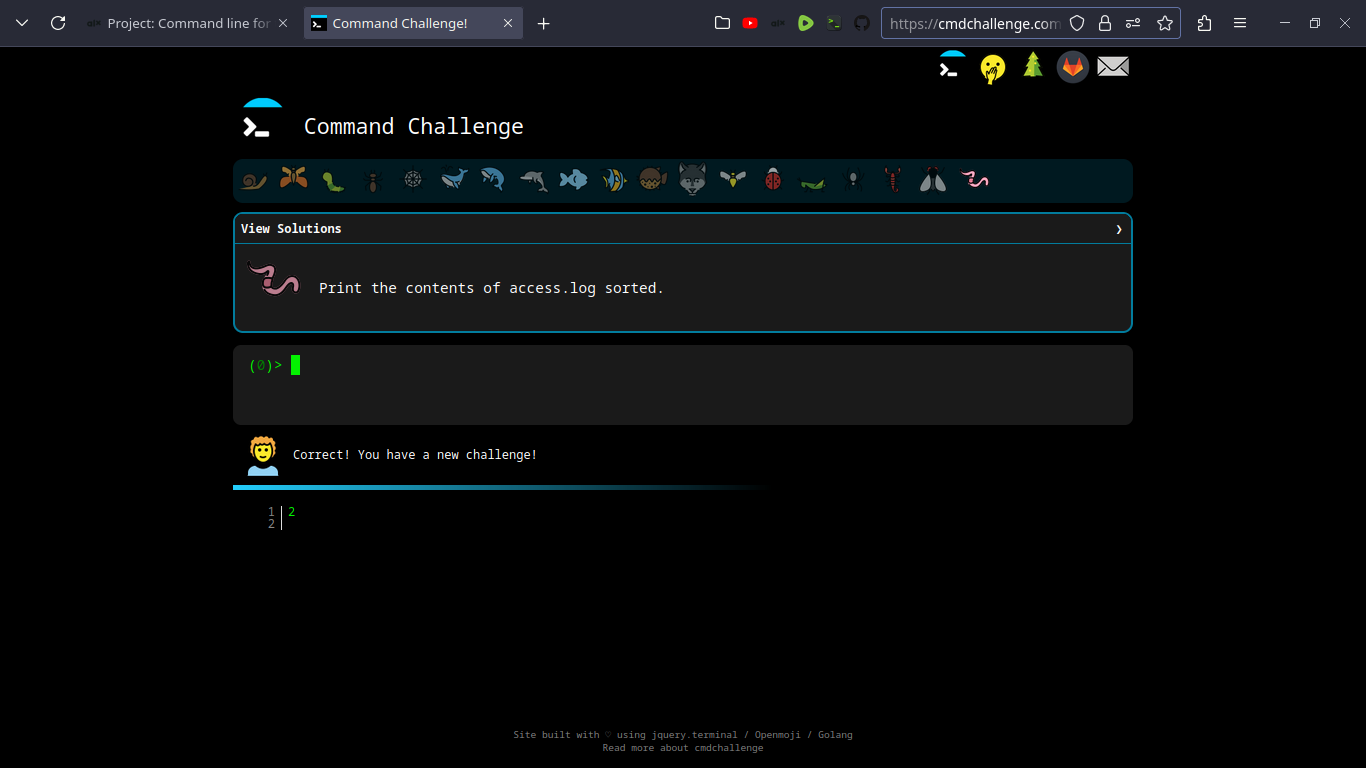 Project: Command line for
Command Challenge!
https://cmdchallenge.com
Command Challenge
View Solutions
Print the contents of access.log sorted.
(0)>
Correct! You have a new challenge!
1 2
2
Site built with ♡ using jquery.terminal / Openmoji / Golang
Read more about cmdchallenge